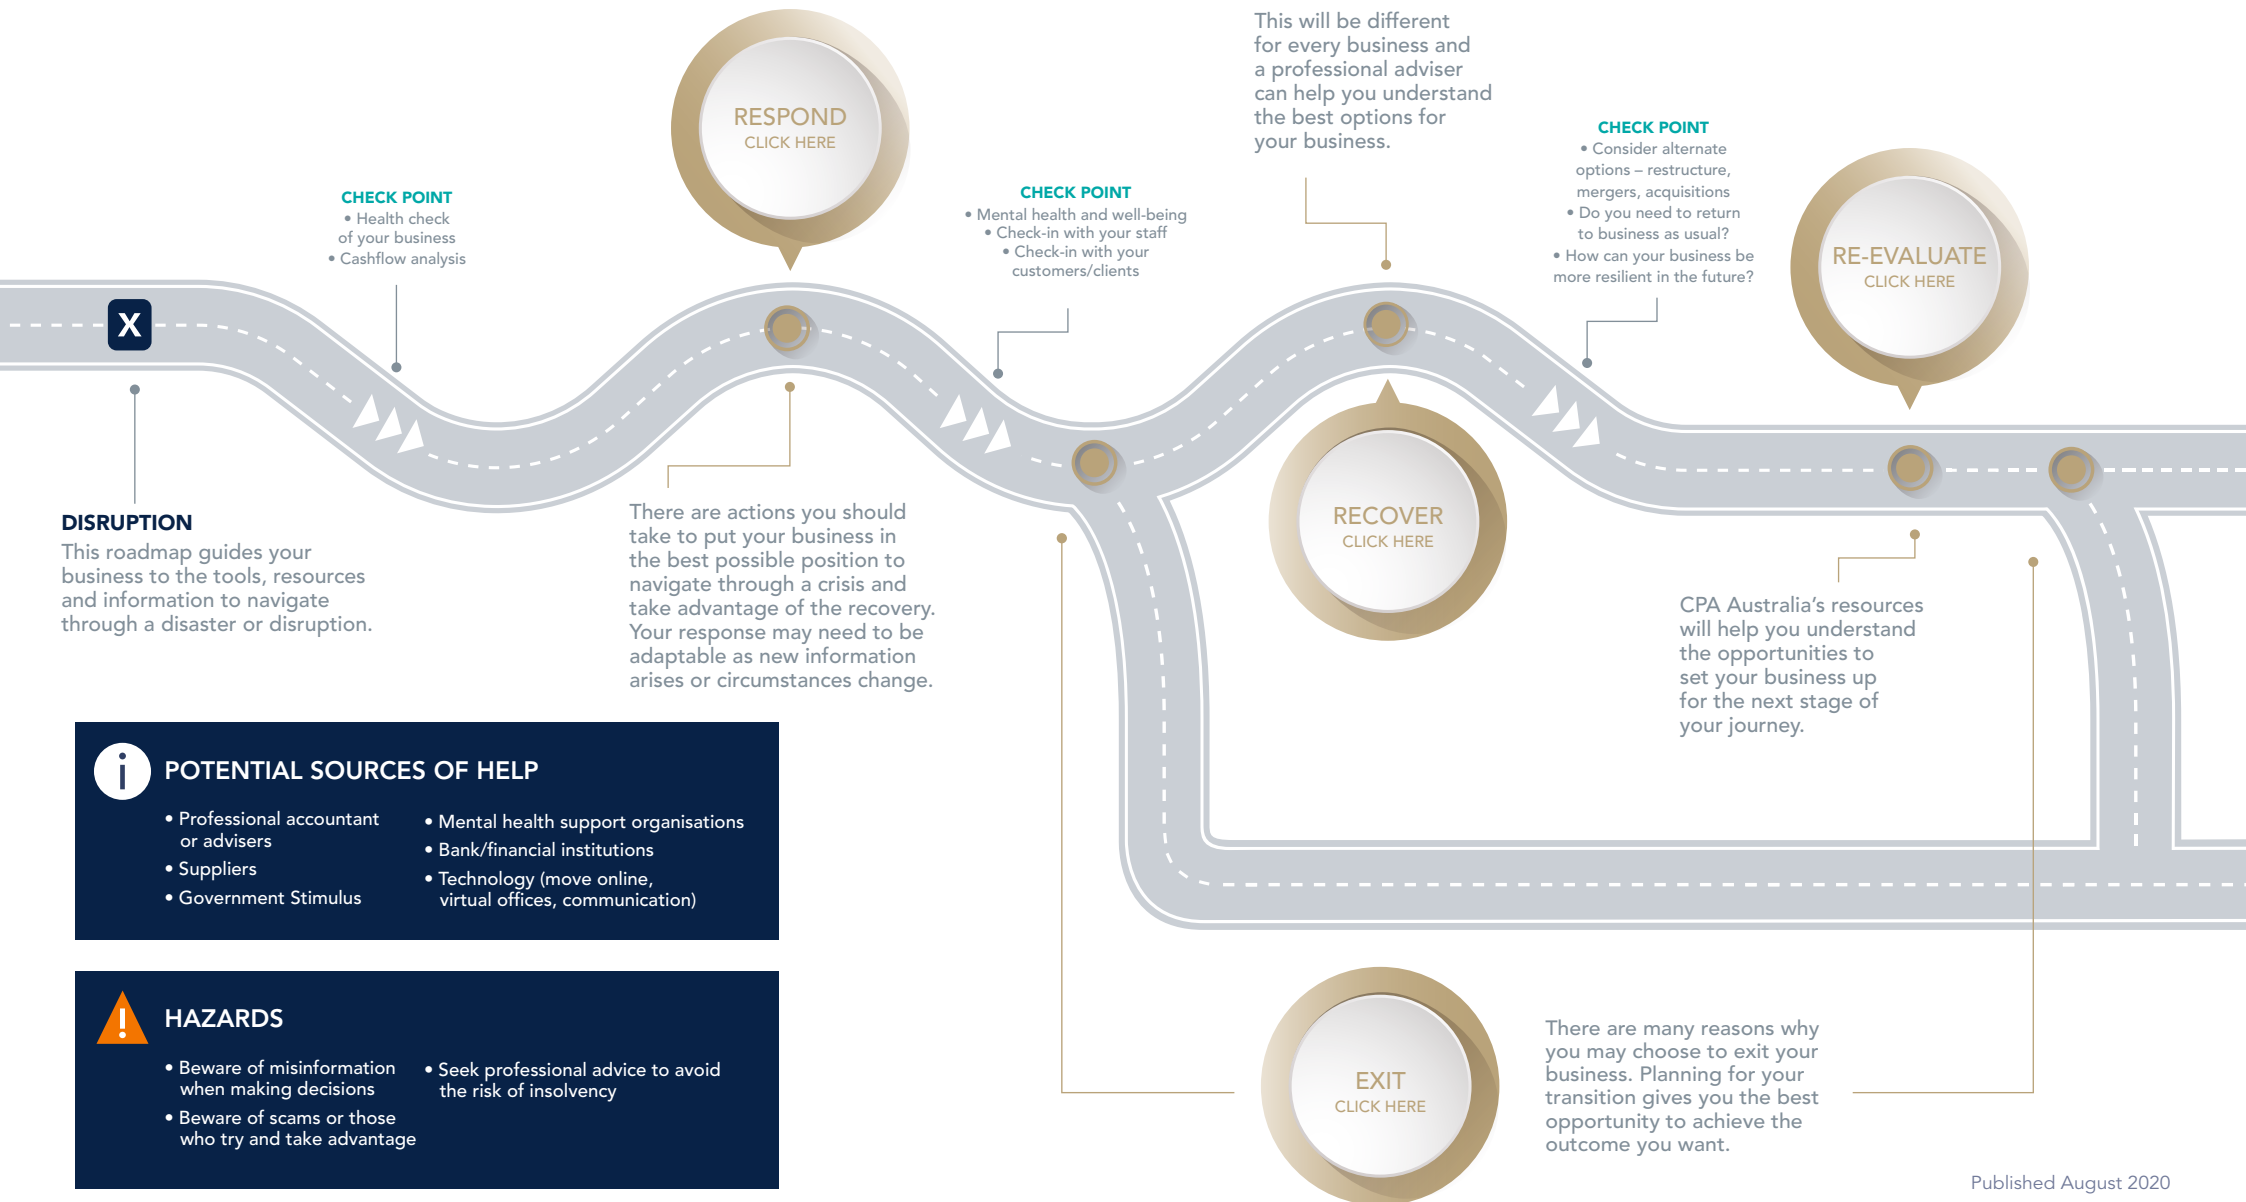 X
DISRUPTION
This roadmap guides your
business to the tools, resources
and information to navigate
through a disaster or disruption.
CHECK POINT
• Health check
of your business
• Cashflow analysis
RESPOND
CLICK HERE
There are actions you should
take to put your business in
the best possible position to
navigate through a crisis and
take advantage of the recovery.
Your response may need to be
adaptable as new information
arises or circumstances change.
CHECK POINT
• Mental health and well-being
• Check-in with your staff
• Check-in with your
customers/clients
This will be different
for every business and
a professional adviser
can help you understand
the best options for
your business.
RECOVER
CLICK HERE
CHECK POINT
• Consider alternate
options – restructure,
mergers, acquisitions
• Do you need to return
to business as usual?
• How can your business be
more resilient in the future?
RE-EVALUATE
CLICK HERE
CPA Australia’s resources
will help you understand
the opportunities to
set your business up
for the next stage of
your journey.
i
POTENTIAL SOURCES OF HELP
• Professional accountant
or advisers
• Suppliers
• Government Stimulus
• Mental health support organisations
• Bank/financial institutions
• Technology (move online,
virtual offices, communication)
!
HAZARDS
• Beware of misinformation
when making decisions
• Beware of scams or those
who try and take advantage
• Seek professional advice to avoid
the risk of insolvency
EXIT
CLICK HERE
There are many reasons why
you may choose to exit your
business. Planning for your
transition gives you the best
opportunity to achieve the
outcome you want.
Published August 2020